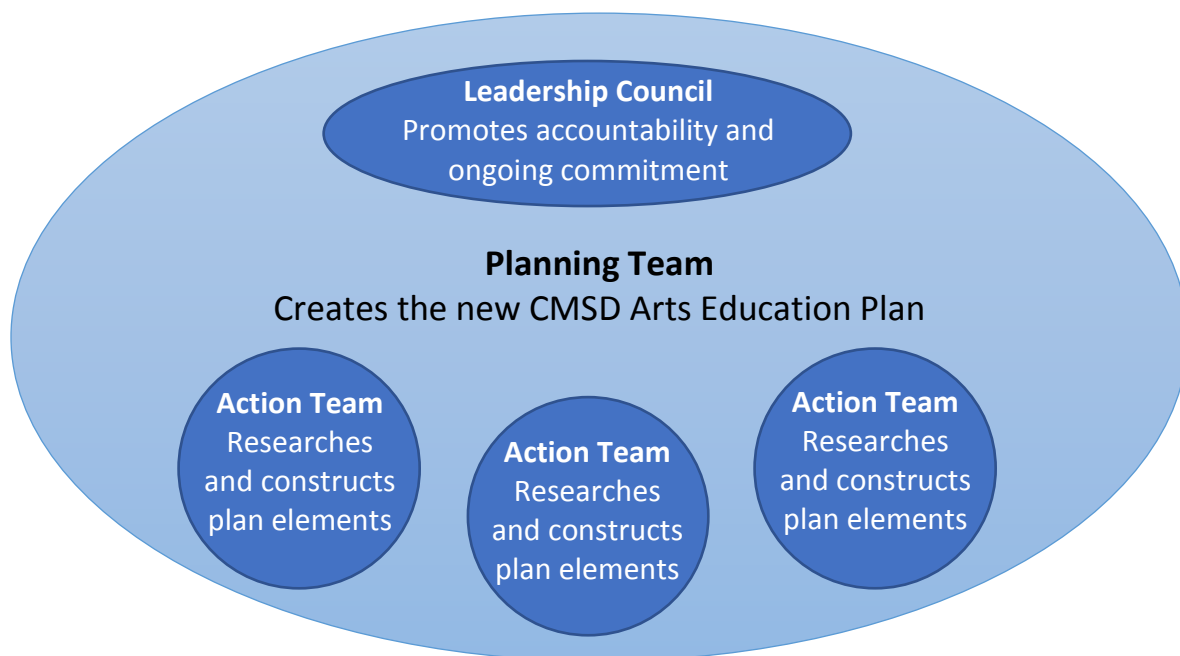 Leadership Council
Promotes accountability and
ongoing commitment
Planning Team
Creates the new CMSD Arts Education Plan
Action Team
Researches
and constructs
plan elements
Action Team
Researches
and constructs
plan elements
Action Team
Researches
and constructs
plan elements